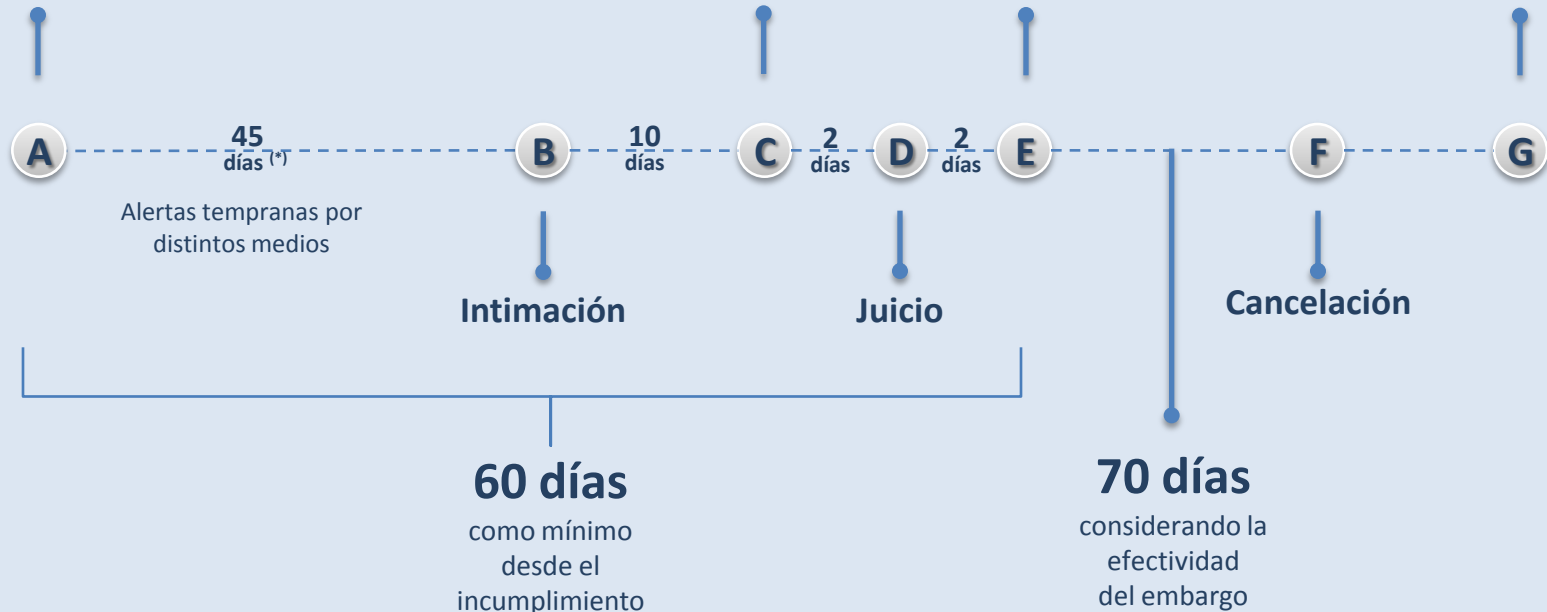 A
45
días (*)
B
10
días
C
2
días
D
2
días
E
F
G
Alertas tempranas por
distintos medios
Intimación
Juicio
Cancelación
60 días
como mínimo
desde el
incumplimiento
70 días
considerando la
efectividad
del embargo